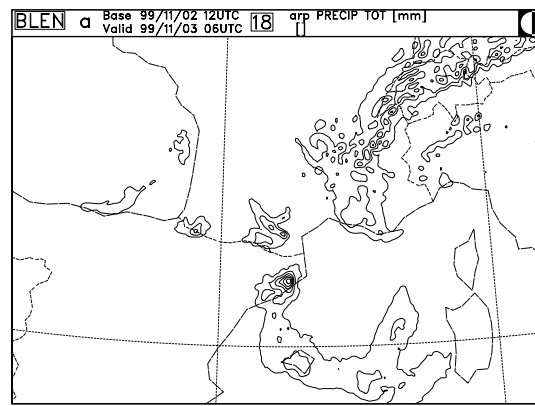 BLEN a Base 99/11/02 12UTC 18 arp PRECIP TOT [mm]
Valid 99/11/03 06UTC []